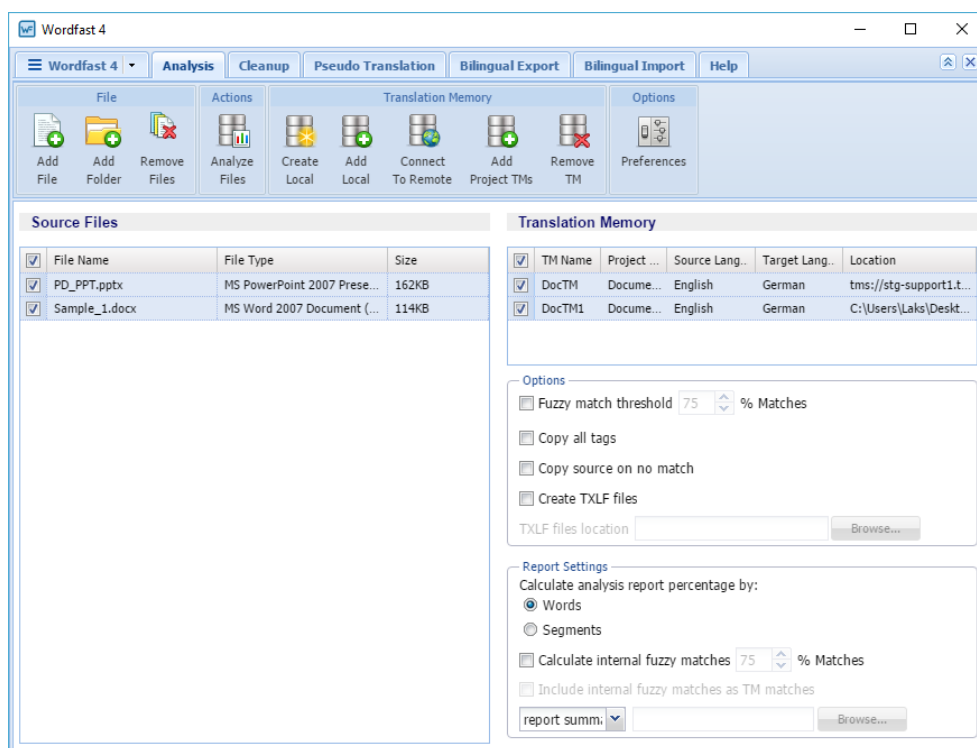 Wordfast 4
Wordfast 4 Analysis Cleanup Pseudo Translation Bilingual Export Bilingual Import Help
File Actions Translation Memory Options
Add File Add Folder Remove Files Analyze Files Create Local Add Local Connect To Remote Add Project TMs Remove TM Preferences
Source Files
File Name File Type Size
PD_PPT.pptx MS PowerPoint 2007 Prese... 162KB
Sample_1.docx MS Word 2007 Document (... 114KB
Translation Memory
TM Name Project ... Source Lang.. Target Lang.. Location
DocTM Docume... English German tms://stg-support1.t...
DocTM1 Docume... English German C:\Users\Laks\Deskt...
Options
Fuzzy match threshold 75 % Matches
Copy all tags
Copy source on no match
Create TXLF files
TXLF files location Browse...
Report Settings
Calculate analysis report percentage by:
Words
Segments
Calculate internal fuzzy matches 75 % Matches
Include internal fuzzy matches as TM matches
report summ Browse...